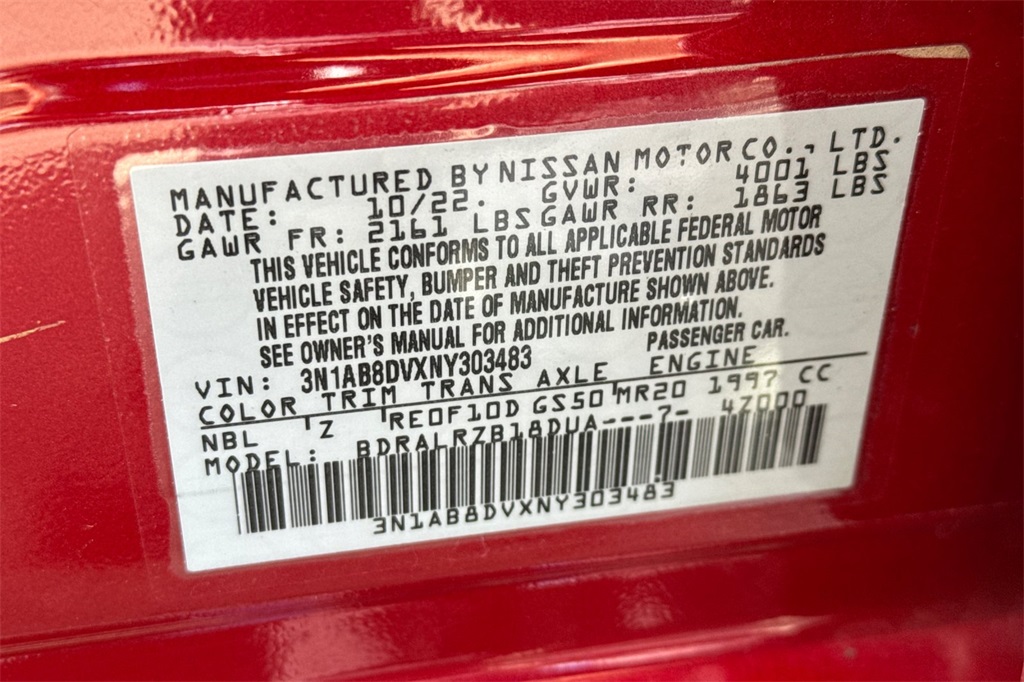 MANUFACTURED BY NISSAN MOTOR CO., LTD.
DATE: 10/22. GVWR: 4001 LBS
GAWR FR: 2161 LBS GAWR RR: 1863 LBS
THIS VEHICLE CONFORMS TO ALL APPLICABLE FEDERAL MOTOR
VEHICLE SAFETY, BUMPER AND THEFT PREVENTION STANDARDS
IN EFFECT ON THE DATE OF MANUFACTURE SHOWN ABOVE.
SEE OWNER'S MANUAL FOR ADDITIONAL INFORMATION.
VIN: 3N1AB8DVXNY303483 PASSENGER CAR.
COLOR TRIM TRANS AXLE ENGINE
NBL Z RE0F10D GS50 MR20 1997 CC
MODEL: BDRALRZB18DUA---7- 47000
3N1AB8DVXNY303483